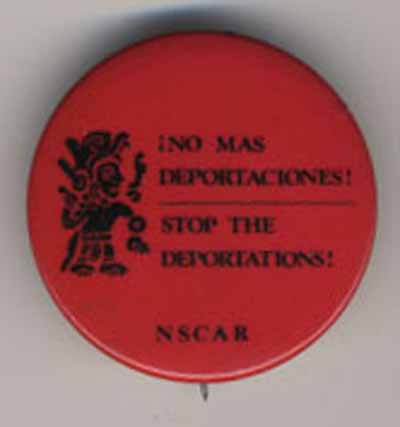 ¡NO MAS
DEPORTACIONES!
STOP THE
DEPORTATIONS!
NSCAR